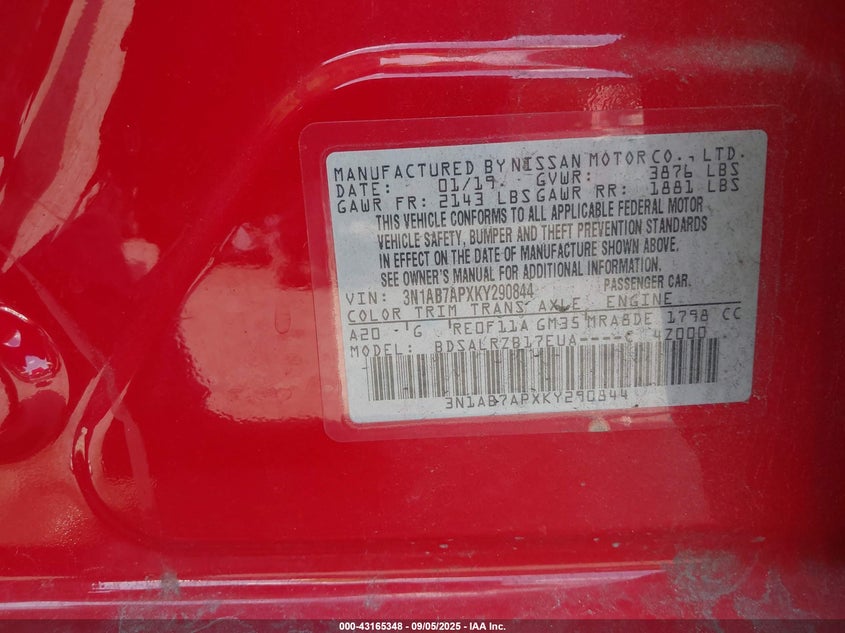 MANUFACTURED BY NISSAN MOTOR CO., LTD.
DATE: 01/19 GVWR: 3876 LBS
GAWR FR: 2143 LBS GAWR RR: 1881 LBS
THIS VEHICLE CONFORMS TO ALL APPLICABLE FEDERAL MOTOR
VEHICLE SAFETY, BUMPER AND THEFT PREVENTION STANDARDS
IN EFFECT ON THE DATE OF MANUFACTURE SHOWN ABOVE.
SEE OWNER'S MANUAL FOR ADDITIONAL INFORMATION.
VIN: 3N1AB7APXKY290844 PASSENGER CAR.
COLOR TRIM TRANS AXLE ENGINE
A20 G RE0F11A GM35 MRA8DE 1798 CC
MODEL: BDSALRZB17EUA----C 4Z000
3N1AB7APXKY290844
000-43165348 - 09/05/2025 - IAA Inc.